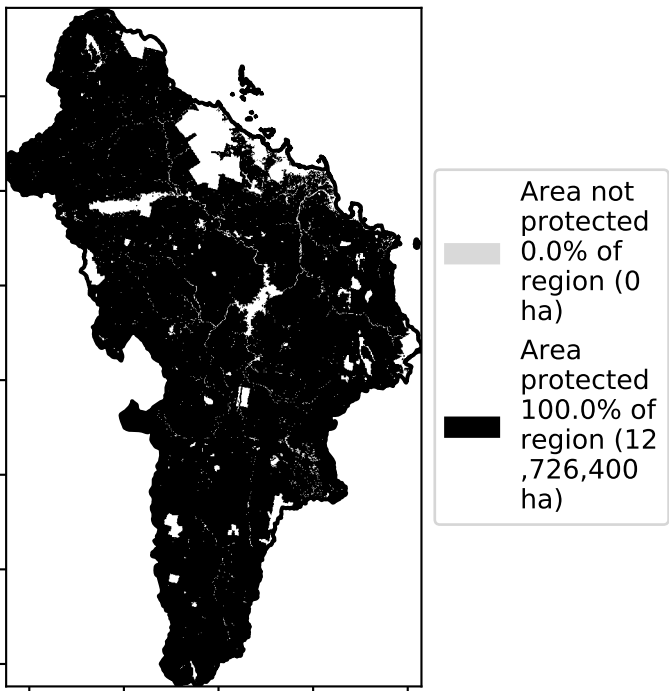 Area not
protected
0.0% of
region (0
ha)
Area
protected
100.0% of
region (12
,726,400
ha)